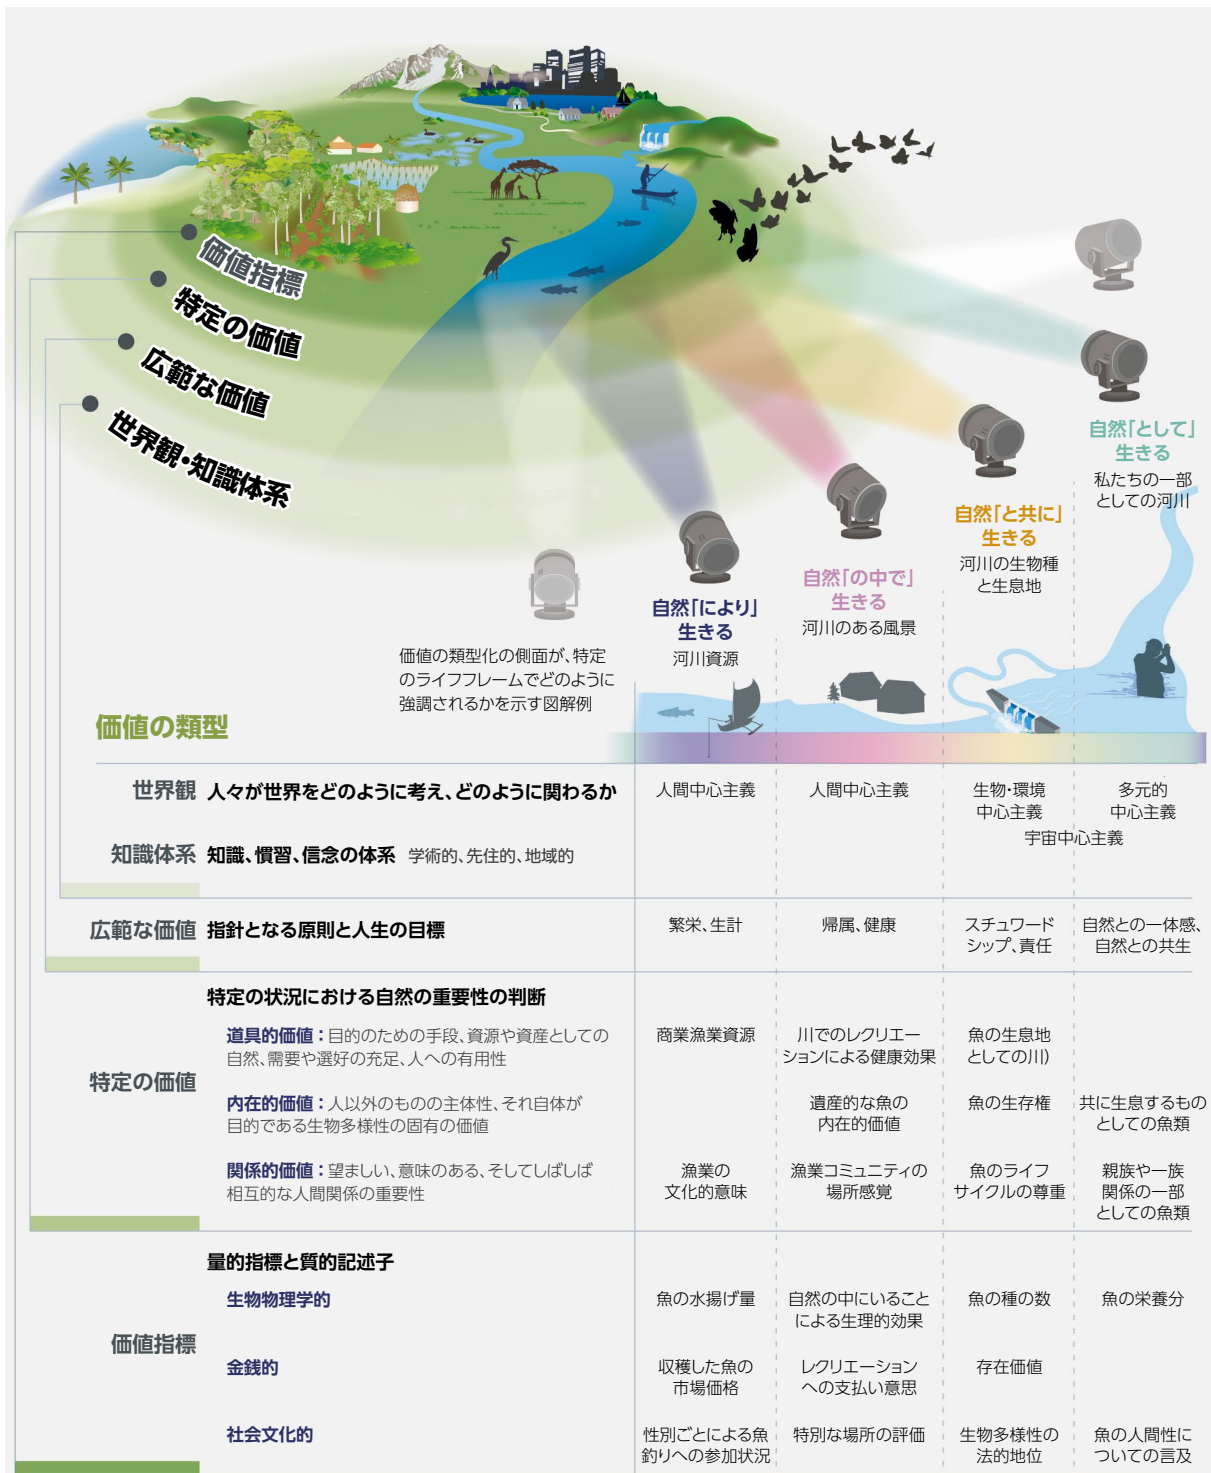 価値指標
特定の価値
広範な価値
世界観・知識体系
自然「として」
生きる
私たちの一部
としての河川
自然「と共に」
生きる
河川の生物種
と生息地
自然「の中で」
生きる
河川のある風景
自然「により」
生きる
河川資源
価値の類型化の側面が、特定
のライフフレームでどのように
強調されるかを示す図解例
価値の類型
世界観 人々が世界をどのように考え、どのように関わるか
人間中心主義
人間中心主義
生物・環境
中心主義
多元的
中心主義
宇宙中心主義
知識体系 知識、慣習、信念の体系 学術的、先住的、地域的
広範な価値 指針となる原則と人生の目標
繁栄、生計
帰属、健康
スチュワード
シップ、責任
自然との一体感、
自然との共生
特定の価値
特定の状況における自然の重要性の判断
道具的価値：目的のための手段、資源や資産としての
自然、需要や選好の充足、人への有用性
商業漁業資源
川でのレクリエー
ションによる健康効果
魚の生息地
としての川）
内在的価値：人以外のものの主体性、それ自体が
目的である生物多様性の固有の価値
遺産的な魚の
内在的価値
魚の生存権
共に生息するもの
としての魚類
関係的価値：望ましい、意味のある、そしてしばしば
相互的な人間関係の重要性
漁業の
文化的意味
漁業コミュニティの
場所感覚
魚のライフ
サイクルの尊重
親族や一族
関係の一部
としての魚類
価値指標
量的指標と質的記述子
生物物理学的
魚の水揚げ量
自然の中にいること
による生理的効果
魚の種の数
魚の栄養分
金銭的
収穫した魚の
市場価格
レクリエーション
への支払い意思
存在価値
社会文化的
性別ごとによる魚
釣りへの参加状況
特別な場所の評価
生物多様性の
法的地位
魚の人間性に
ついての言及